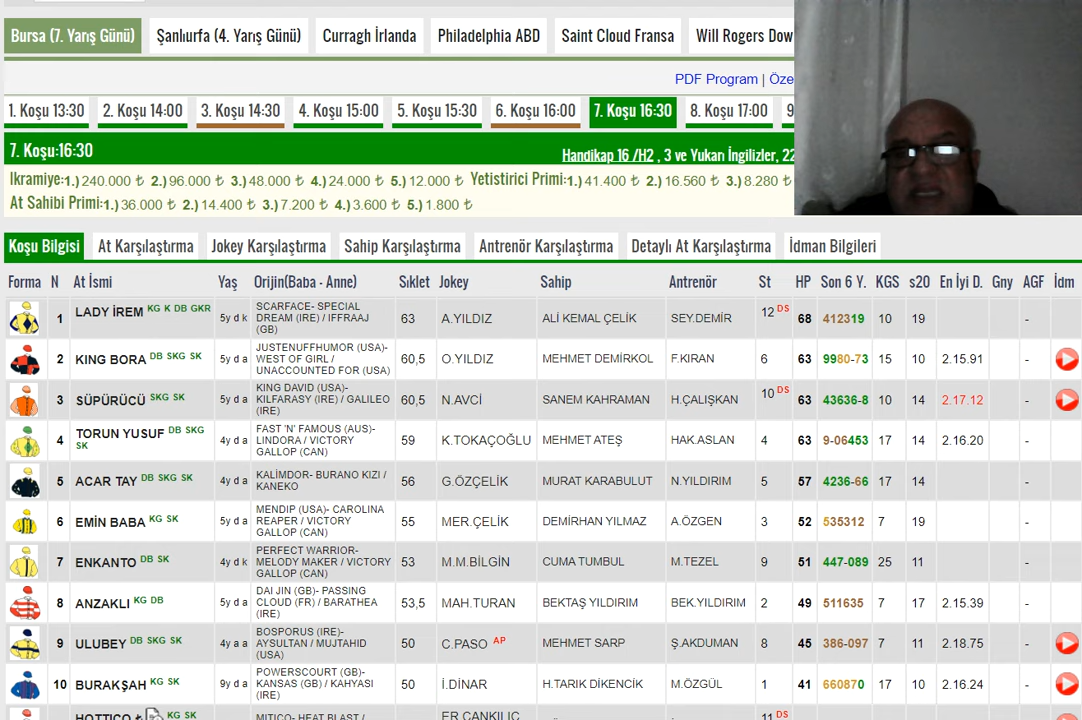 Bursa (7. Yarış Günü) Şanlıurfa (4. Yarış Günü) Curragh İrlanda Philadelphia ABD Saint Cloud Fransa Will Rogers Dow
PDF Program | Öze
1. Koşu 13:30 2. Koşu 14:00 3. Koşu 14:30 4. Koşu 15:00 5. Koşu 15:30 6. Koşu 16:00 7. Koşu 16:30 8. Koşu 17:00 9
7. Koşu:16:30 Handikap 16 /H2 , 3 ve Yukarı İngilizler, 22
Ikramiye:1.) 240.000 ₺ 2.) 96.000 ₺ 3.) 48.000 ₺ 4.) 24.000 ₺ 5.) 12.000 ₺ Yetistirici Primi:1.) 41.400 ₺ 2.) 16.560 ₺ 3.) 8.280 ₺
At Sahibi Primi:1.) 36.000 ₺ 2.) 14.400 ₺ 3.) 7.200 ₺ 4.) 3.600 ₺ 5.) 1.800 ₺
Koşu Bilgisi At Karşılaştırma Jokey Karşılaştırma Sahip Karşılaştırma Antrenör Karşılaştırma Detaylı At Karşılaştırma İdman Bilgileri
Forma N At İsmi Yaş Orijin(Baba - Anne) Sıklet Jokey Sahip Antrenör St HP Son 6 Y. KGS s20 En İyi D. Gny AGF İdm
1 LADY İREM KG K DB GKR 5y d k SCARFACE- SPECIAL DREAM (IRE) / IFFRAAJ (GB) 63 A.YILDIZ ALİ KEMAL ÇELİK SEY.DEMİR 12 DS 68 412319 10 19 -
2 KING BORA DB SKG SK 5y d a JUSTENUFFHUMOR (USA)- WEST OF GIRL / UNACCOUNTED FOR (USA) 60,5 O.YILDIZ MEHMET DEMİRKOL F.KIRAN 6 63 9980-73 15 10 2.15.91 -
3 SÜPÜRÜCÜ SKG SK 5y d a KING DAVID (USA)- KILFARASY (IRE) / GALILEO (IRE) 60,5 N.AVCİ SANEM KAHRAMAN H.ÇALIŞKAN 10 DS 63 43636-8 10 14 2.17.12 -
4 TORUN YUSUF DB SKG SK 4y d a FAST 'N' FAMOUS (AUS)- LINDORA / VICTORY GALLOP (CAN) 59 K.TOKAÇOĞLU MEHMET ATEŞ HAK.ASLAN 4 63 9-06453 17 14 2.16.20 -
5 ACAR TAY DB SKG SK 4y d a KALİMDOR- BURANO KIZI / KANEKO 56 G.ÖZÇELİK MURAT KARABULUT N.YILDIRIM 5 57 4236-66 17 14 -
6 EMİN BABA KG SK 5y d a MENDIP (USA)- CAROLINA REAPER / VICTORY GALLOP (CAN) 55 MER.ÇELİK DEMİRHAN YILMAZ A.ÖZGEN 3 52 535312 7 19 -
7 ENKANTO DB SK 4y d k PERFECT WARRIOR- MELODY MAKER / VICTORY GALLOP (CAN) 53 M.M.BİLGİN CUMA TUMBUL M.TEZEL 9 51 447-089 25 11 -
8 ANZAKLI KG DB 5y d a DAI JIN (GB)- PASSING CLOUD (FR) / BARATHEA (IRE) 53,5 MAH.TURAN BEKTAŞ YILDIRIM BEK.YILDIRIM 2 49 511635 7 17 2.15.39 -
9 ULUBEY DB SKG SK 4y a a BOSPORUS (IRE)- AYSULTAN / MUJTAHID (USA) 50 C.PASO AP MEHMET SARP Ş.AKDUMAN 8 45 386-097 7 11 2.18.75 -
10 BURAKŞAH KG SK 9y d a POWERSCOURT (GB)- KANSAS (GB) / KAHYASI (IRE) 50 İ.DİNAR H.TARIK DİKENCİK M.ÖZGÜL 1 41 660870 17 10 2.16.24 -
KG SK MITICO- HEAT BLAST / ER.CANKILIÇ 11 DS